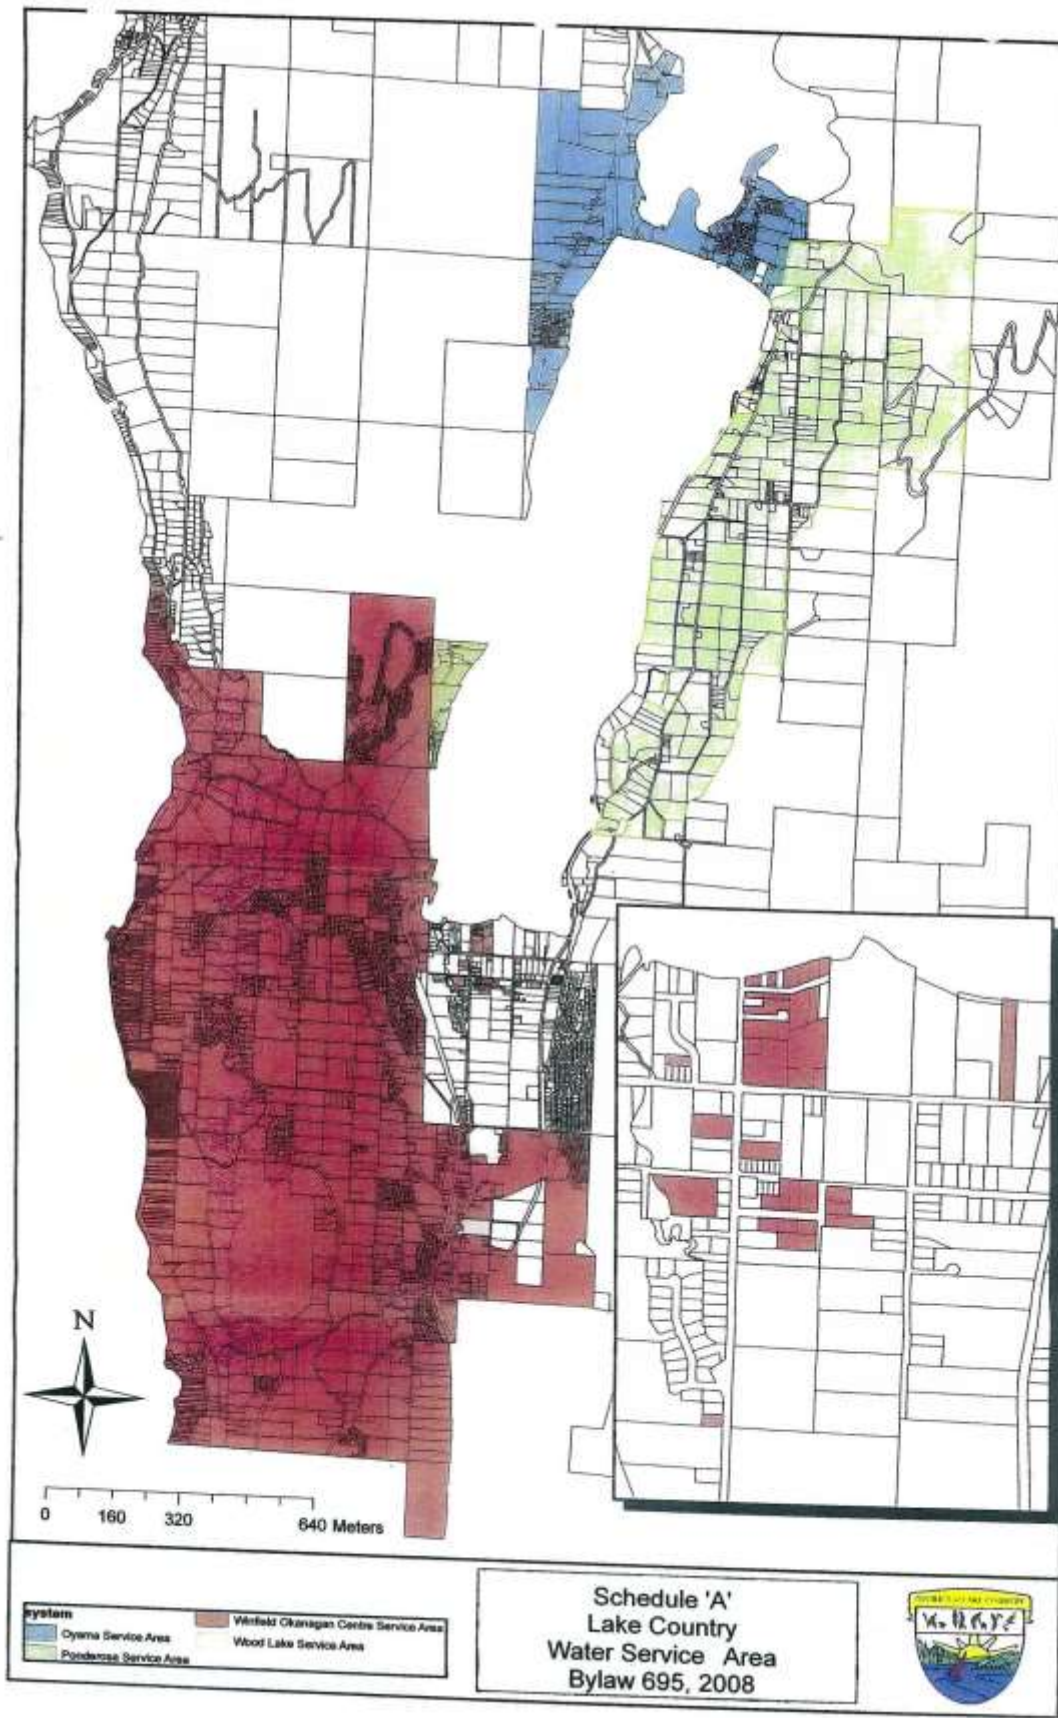 N
0 160 320 640 Meters
system
Oyama Service Area
Ponderosa Service Area
Winfield Okanagan Centre Service Area
Wood Lake Service Area
Schedule 'A'
Lake Country
Water Service Area
Bylaw 695, 2008